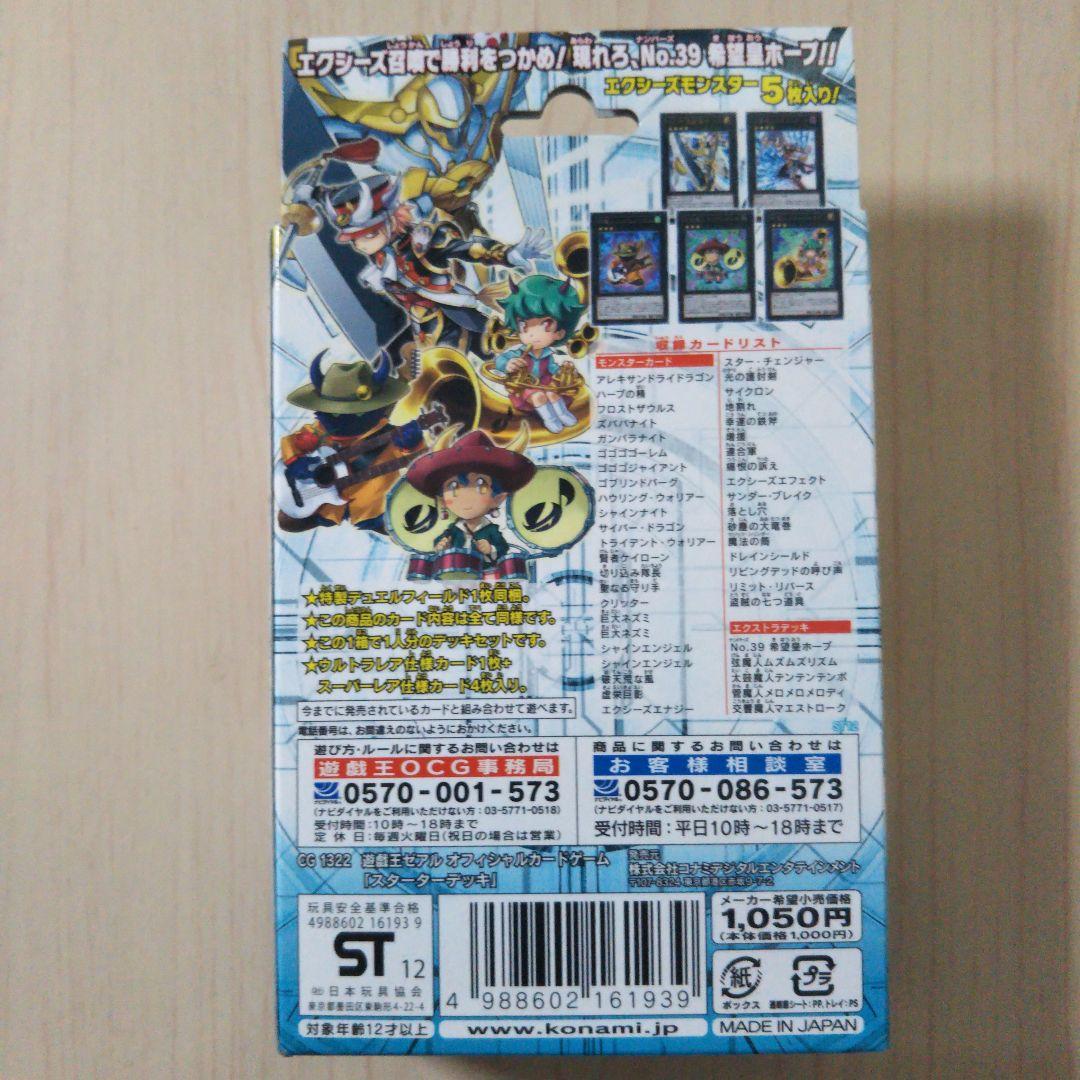 「エクシーズ召喚で勝利をつかめ! 現れろ、No.39 希望皇ホープ!!
エクシーズモンスター5枚入り!
収録カードリスト
モンスターカード
アレキサンドライドラゴン
ハープの精
フロストザウルス
ズババナイト
ガンバラナイト
ゴゴゴゴーレム
ゴゴゴジャイアント
ゴブリンドバーグ
ハウリング・ウォリアー
シャインナイト
サイバー・ドラゴン
トライデント・ウォリアー
賢者ケイローン
切り込み隊長
聖なる守り手
クリッター
巨大ネズミ
巨大ネズミ
シャインエンジェル
シャインエンジェル
破天荒な風
虚栄巨影
エクシーズエナジー
スター・チェンジャー
光の護封剣
サイクロン
地割れ
幸運の鉄斧
増援
連合軍
痛恨の訴え
エクシーズエフェクト
サンダー・ブレイク
落とし穴
砂塵の大竜巻
魔法の筒
ドレインシールド
リビングデッドの呼び声
リミット・リバース
盗賊の七つ道具
エクストラデッキ
No.39 希望皇ホープ
弦魔人ムズムズリズム
太鼓魔人テンテンテンポ
管魔人メロメロメロディ
交響魔人マエストローク
★特製デュエルフィールド1枚同梱。
★この商品のカード内容は全て同様です。
★この1箱で1人分のデッキセットです。
★ウルトラレア仕様カード1枚+
スーパーレア仕様カード4枚入り。
今までに発売されているカードと組み合わせて遊べます。
電話番号は、お間違えのないようにおかけください。
遊び方・ルールに関するお問い合わせは
遊戯王OCG事務局
0570-001-573
(ナビダイヤルをご利用いただけない方:03-5771-0518)
受付時間:10時〜18時まで
定 休 日:毎週火曜日(祝日の場合は営業)
商品に関するお問い合わせは
お客様相談室
0570-086-573
(ナビダイヤルをご利用いただけない方:03-5771-0517)
受付時間:平日10時〜18時まで
CG 1322 遊戯王ゼアル オフィシャルカードゲーム
「スターターデッキ」
発売元
株式会社コナミデジタルエンタテインメント
〒107-8324 東京都港区赤坂9-7-2
玩具安全基準合格
4988602 16193 9
ST 12
㈳日本玩具協会
東京都墨田区東駒形4-22-4
対象年齢12才以上
4 988602 161939
www.konami.jp
メーカー希望小売価格
1,050円
(本体価格1,000円)
紙
ボックス
プラ
MADE IN JAPAN